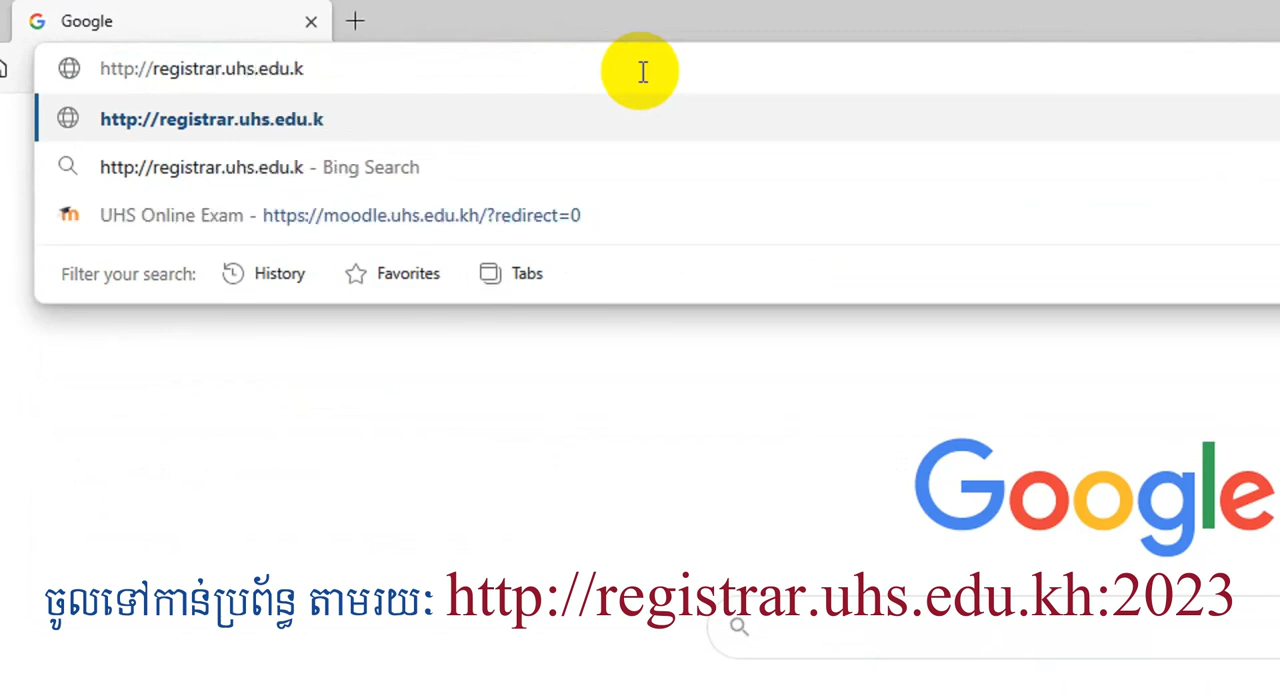 Google
http://registrar.uhs.edu.k
http://registrar.uhs.edu.k
http://registrar.uhs.edu.k - Bing Search
UHS Online Exam - https://moodle.uhs.edu.kh/?redirect=0
Filter your search: History Favorites Tabs
Google
ចូលទៅកាន់ប្រព័ន្ធ តាមរយៈ http://registrar.uhs.edu.kh:2023